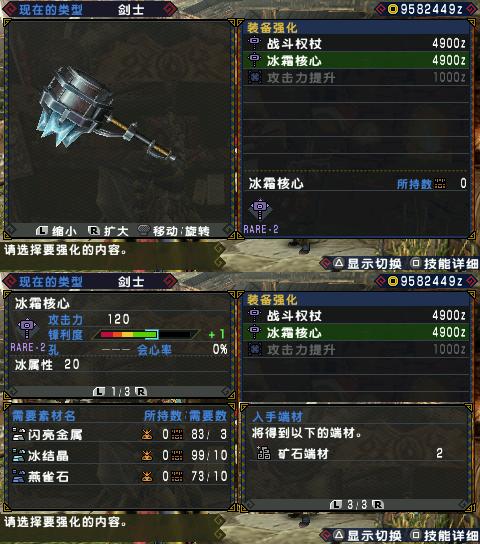 现在的类型 剑士
9582449z
装备强化
战斗权杖 4900z
冰霜核心 4900z
攻击力提升 1000z
冰霜核心 所持数 0
RARE-2
L 缩小 R 扩大 移动/旋转
请选择要强化的内容。
△显示切换 □技能详细
现在的类型 剑士
9582449z
冰霜核心
攻击力 120
锋利度 +1
RARE-2
孔 --- 会心率 0%
冰属性 20
L 1/3 R
装备强化
战斗权杖 4900z
冰霜核心 4900z
攻击力提升 1000z
需要素材名 所持数/需要数
闪亮金属 0 83/ 3
冰结晶 0 99/10
燕雀石 0 73/10
入手端材
将得到以下的端材。
矿石端材 2
L 3/3 R
请选择要强化的内容。
△显示切换 □技能详细